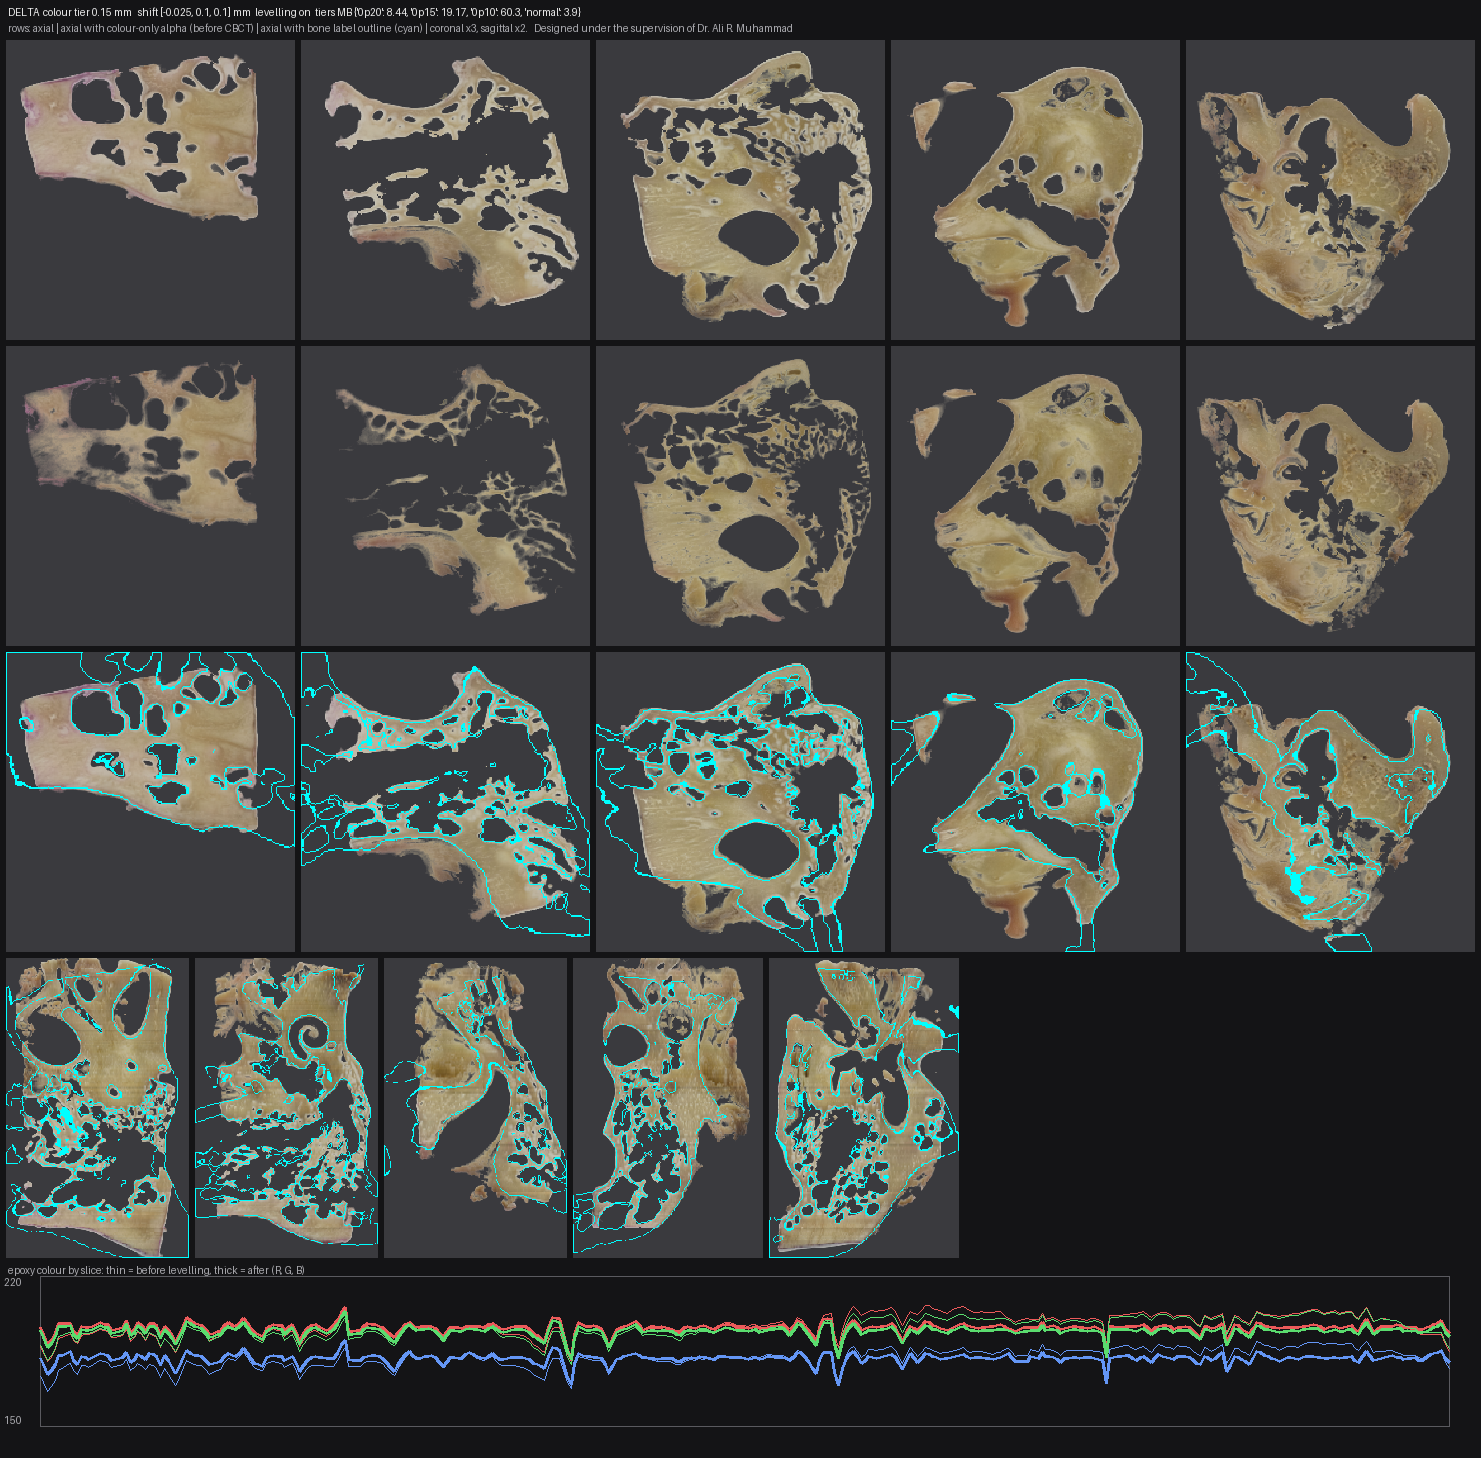 DELTA colour tier 0.15 mm  shift [-0.025, 0.1, 0.1] mm  levelling on  tiers MB {'0p20': 8.44, '0p15': 19.17, '0p10': 60.3, 'normal': 3.9}
rows: axial | axial with colour-only alpha (before CBCT) | axial with bone label outline (cyan) | coronal x3, sagittal x2.  Designed under the supervision of Dr. Ali R. Muhammad
epoxy colour by slice: thin = before levelling, thick = after (R, G, B)
220
150